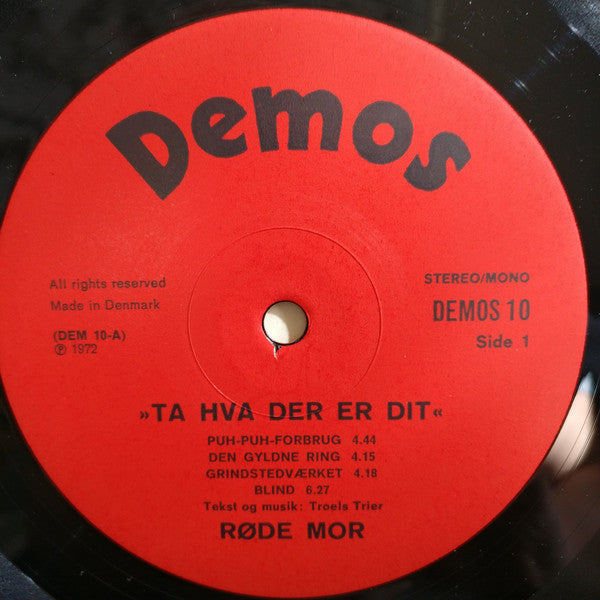 Demos
All rights reserved
Made in Denmark
(DEM 10-A)
℗ 1972
STEREO/MONO
DEMOS 10
Side 1
»TA HVA DER ER DIT«
PUH-PUH-FORBRUG 4.44
DEN GYLDNE RING 4.15
GRINDSTEDVÆRKET 4.18
BLIND 6.27
Tekst og musik: Troels Trier
RØDE MOR